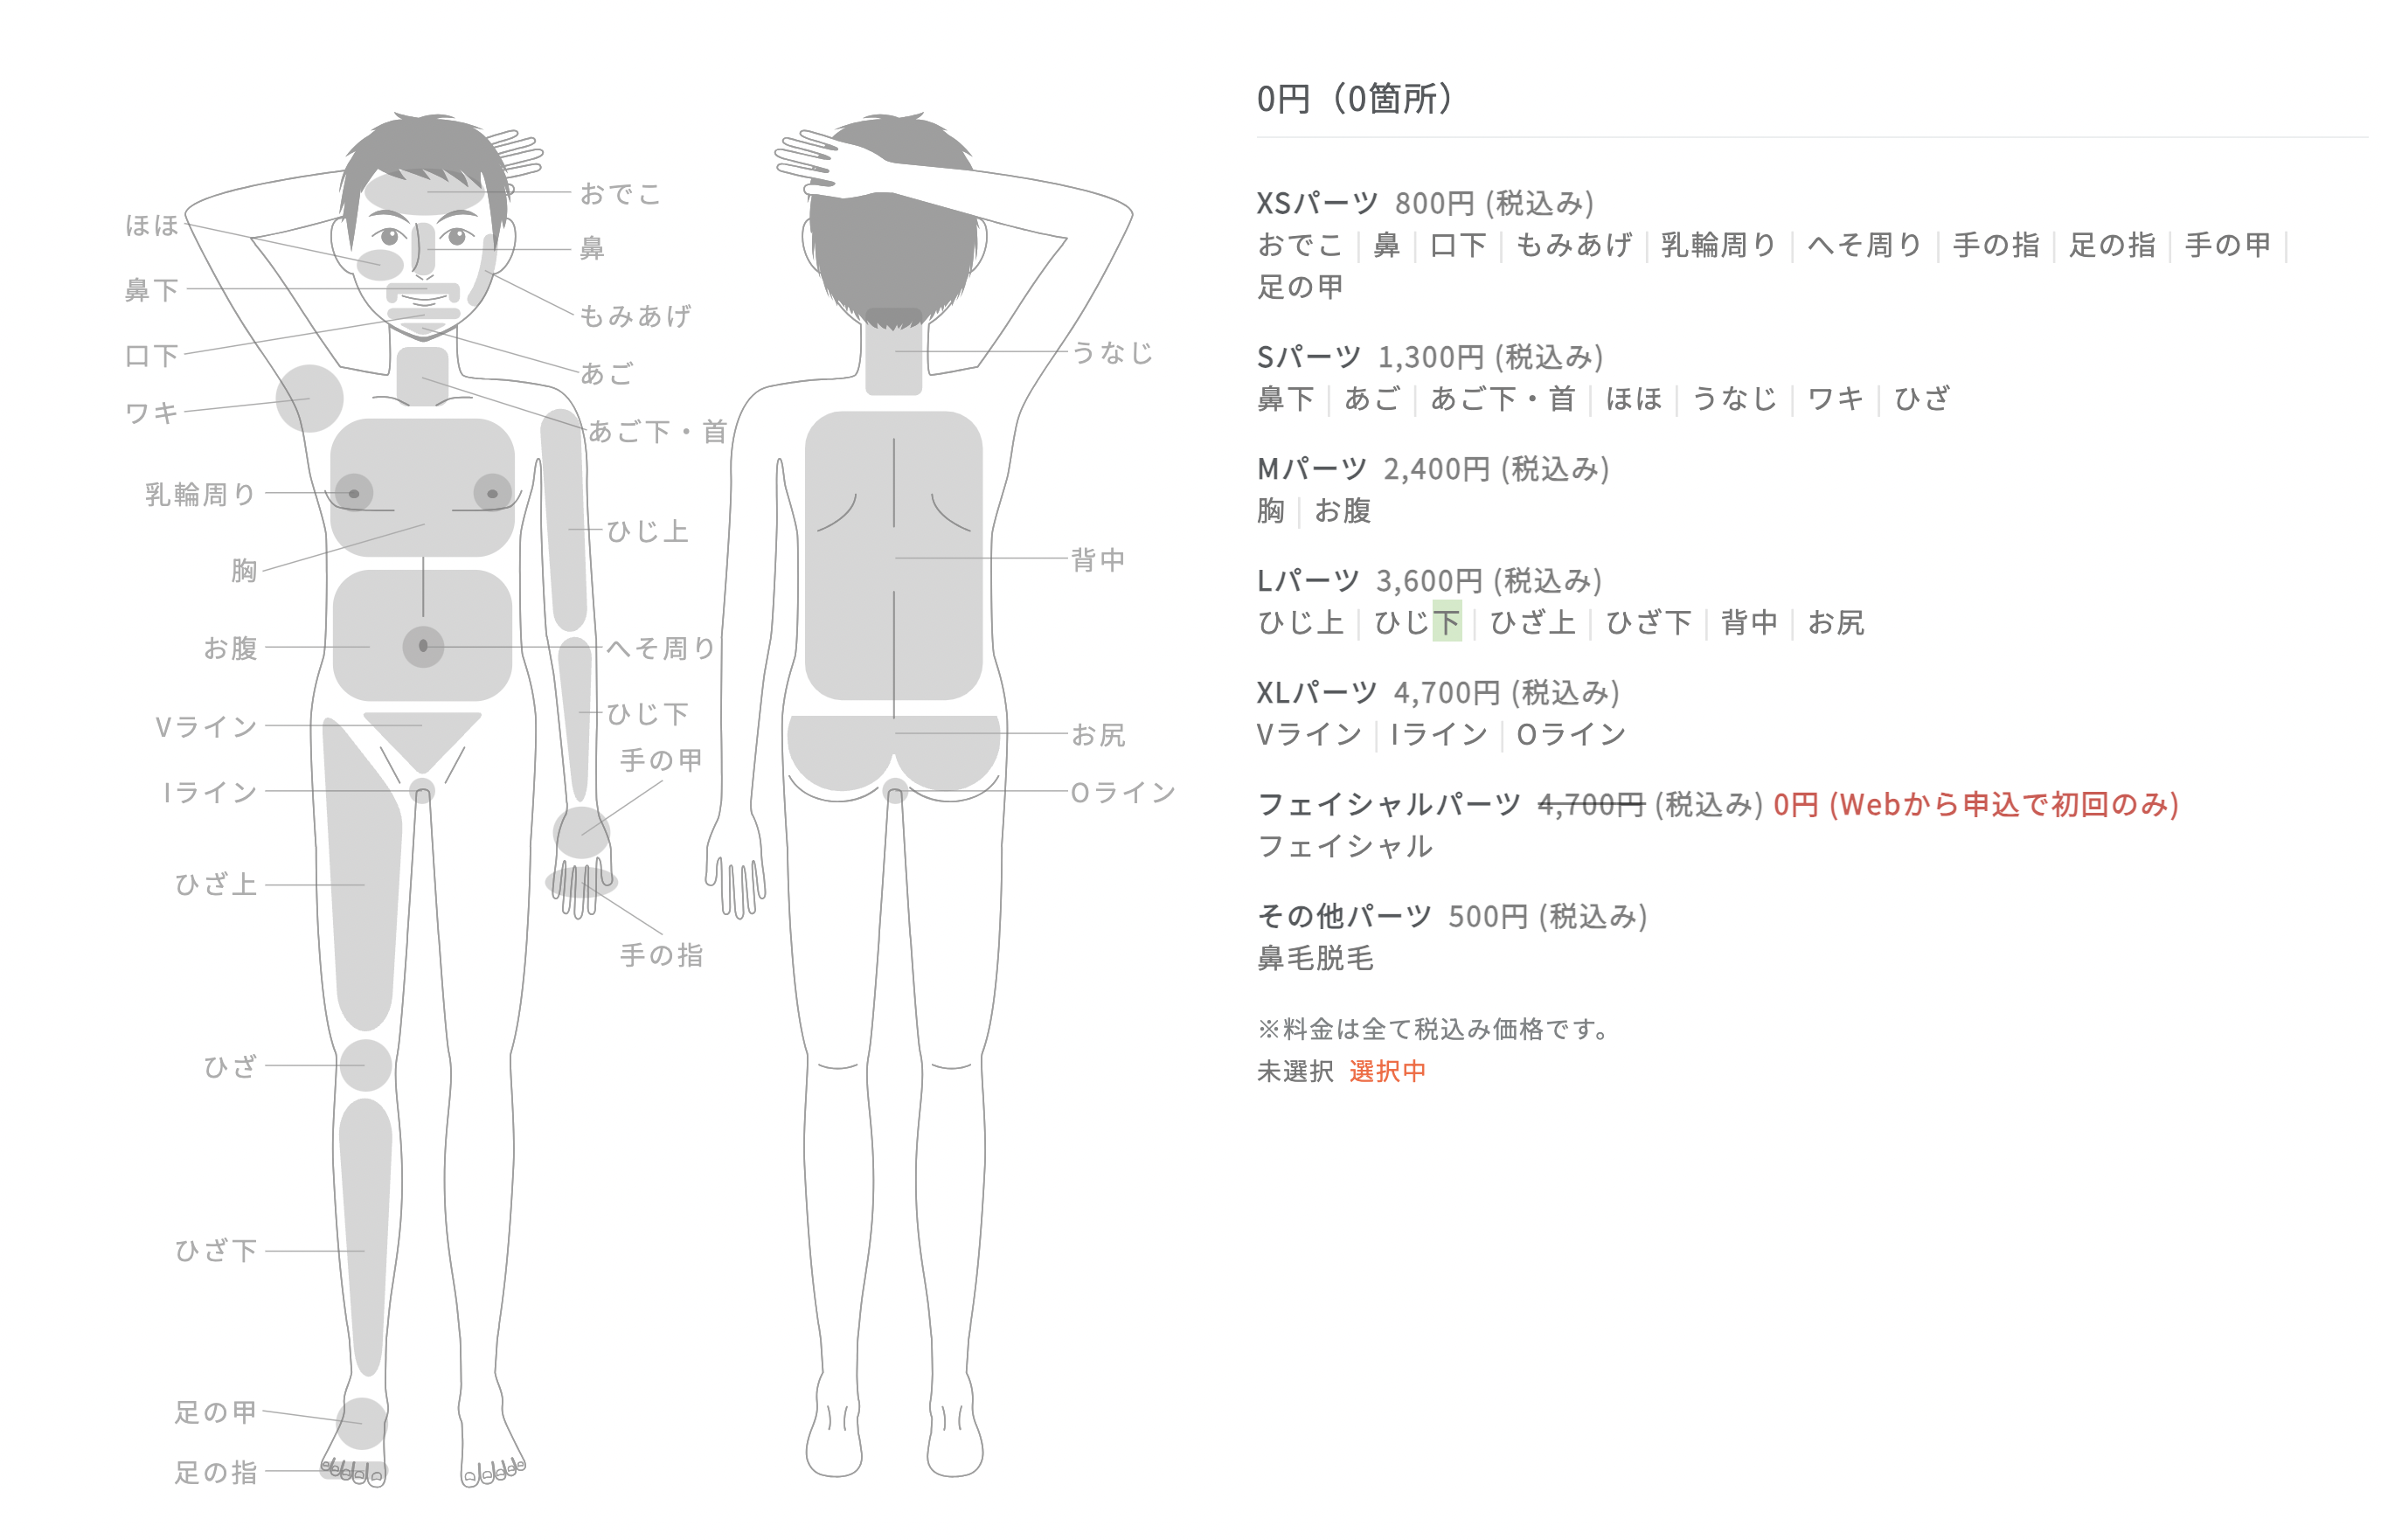 おでこ
ほほ
鼻
鼻下
もみあげ
口下
あご
ワキ
あご下・首
乳輪周り
ひじ上
胸
お腹
へそ周り
Vライン
ひじ下
手の甲
Iライン
ひざ上
手の指
ひざ
ひざ下
足の甲
足の指
うなじ
背中
お尻
Oライン
0円（0箇所）
XSパーツ 800円 (税込み)
おでこ | 鼻 | 口下 | もみあげ | 乳輪周り | へそ周り | 手の指 | 足の指 | 手の甲 |
足の甲
Sパーツ 1,300円 (税込み)
鼻下 | あご | あご下・首 | ほほ | うなじ | ワキ | ひざ
Mパーツ 2,400円 (税込み)
胸 | お腹
Lパーツ 3,600円 (税込み)
ひじ上 | ひじ下 | ひざ上 | ひざ下 | 背中 | お尻
XLパーツ 4,700円 (税込み)
Vライン | Iライン | Oライン
フェイシャルパーツ 4,700円 (税込み) 0円 (Webから申込で初回のみ)
フェイシャル
その他パーツ 500円 (税込み)
鼻毛脱毛
※料金は全て税込み価格です。
未選択 選択中